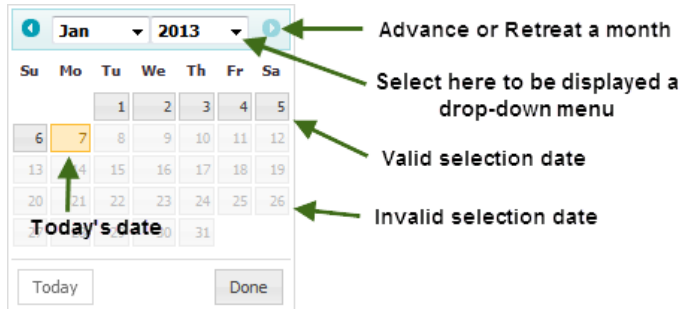 Jan 2013 Advance or Retreat a month
Su Mo Tu We Th Fr Sa
Select here to be displayed a
drop-down menu
1 2 3 4 5
6 7 8 9 10 11 12
Valid selection date
13 14 15 16 17 18 19
20 21 22 23 24 25 26
Invalid selection date
Today's date
30 31
Today Done